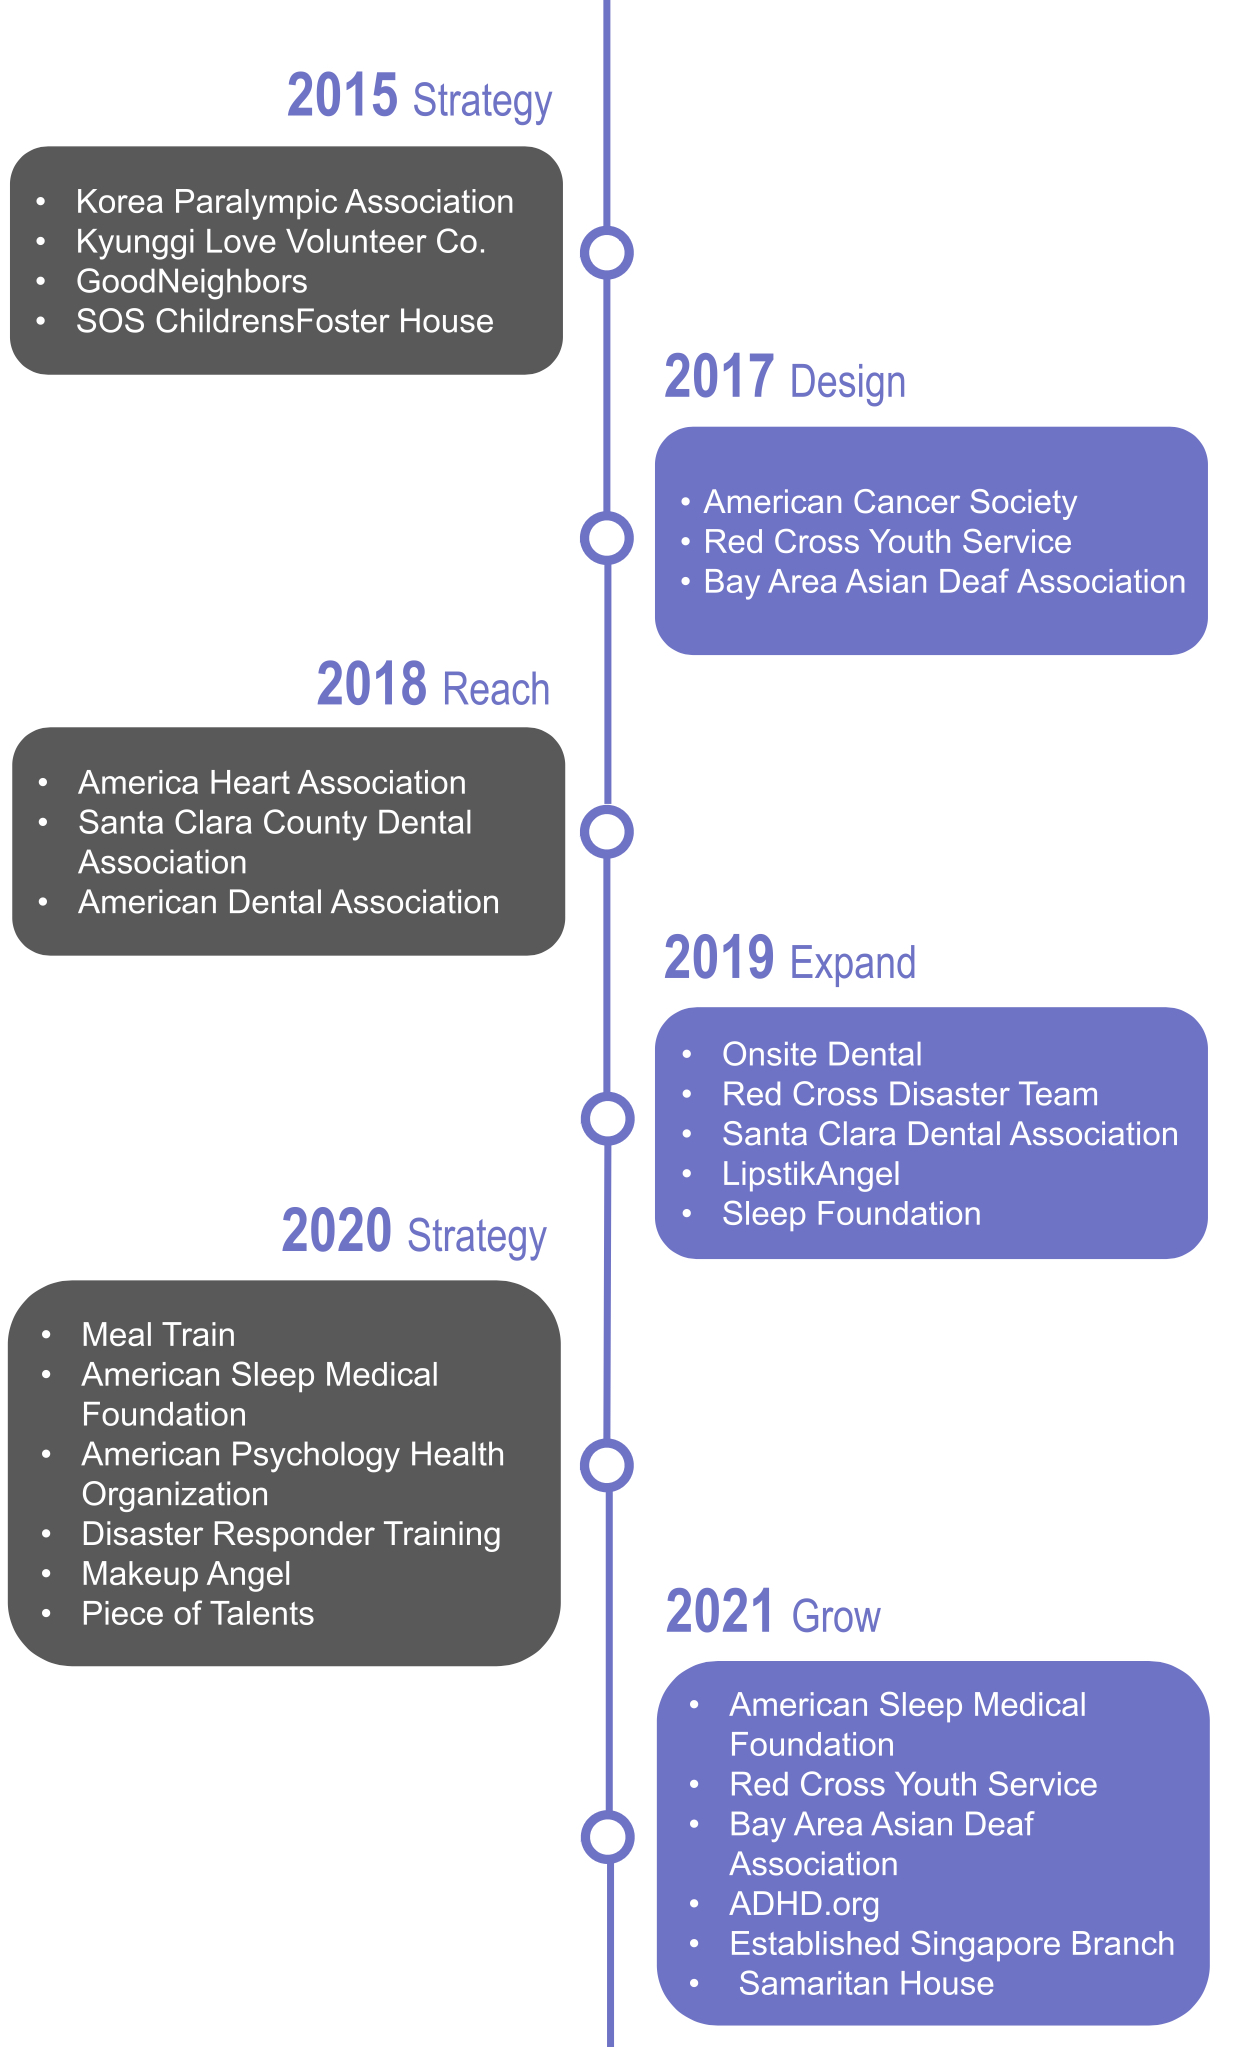 2015 Strategy
• Korea Paralympic Association
• Kyunggi Love Volunteer Co.
• GoodNeighbors
• SOS ChildrensFoster House
2017 Design
• American Cancer Society
• Red Cross Youth Service
• Bay Area Asian Deaf Association
2018 Reach
• America Heart Association
• Santa Clara County Dental
Association
• American Dental Association
2019 Expand
• Onsite Dental
• Red Cross Disaster Team
• Santa Clara Dental Association
• LipstikAngel
• Sleep Foundation
2020 Strategy
• Meal Train
• American Sleep Medical
Foundation
• American Psychology Health
Organization
• Disaster Responder Training
• Makeup Angel
• Piece of Talents
2021 Grow
• American Sleep Medical
Foundation
• Red Cross Youth Service
• Bay Area Asian Deaf
Association
• ADHD.org
• Established Singapore Branch
• Samaritan House